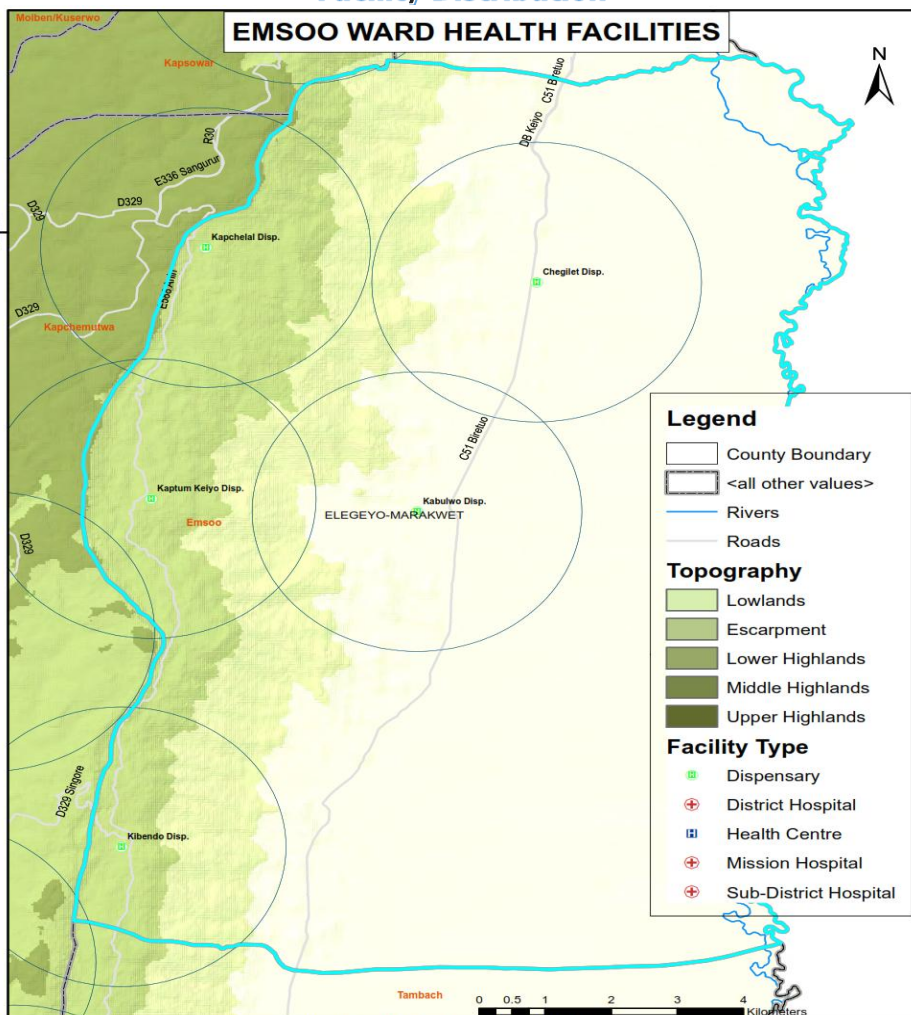 EMSOO WARD HEALTH FACILITIES
Moiben/Kuserwo
Kapsowar
N
C51 Biretuo
DB Keiyo
R30
E336 Sangurur
D329
D329
Kapchelal Disp.
Chegilet Disp.
D329
Kapchemutwa
C51 Biretuo
Kaptum Keiyo Disp.
Kabulwo Disp.
ELEGEYO-MARAKWET
Emsoo
D329
D329 Singore
Kibendo Disp.
Tambach
Legend
County Boundary
<all other values>
Rivers
Roads
Topography
Lowlands
Escarpment
Lower Highlands
Middle Highlands
Upper Highlands
Facility Type
Dispensary
District Hospital
Health Centre
Mission Hospital
Sub-District Hospital
0 0.5 1 2 3 4
Kilometers